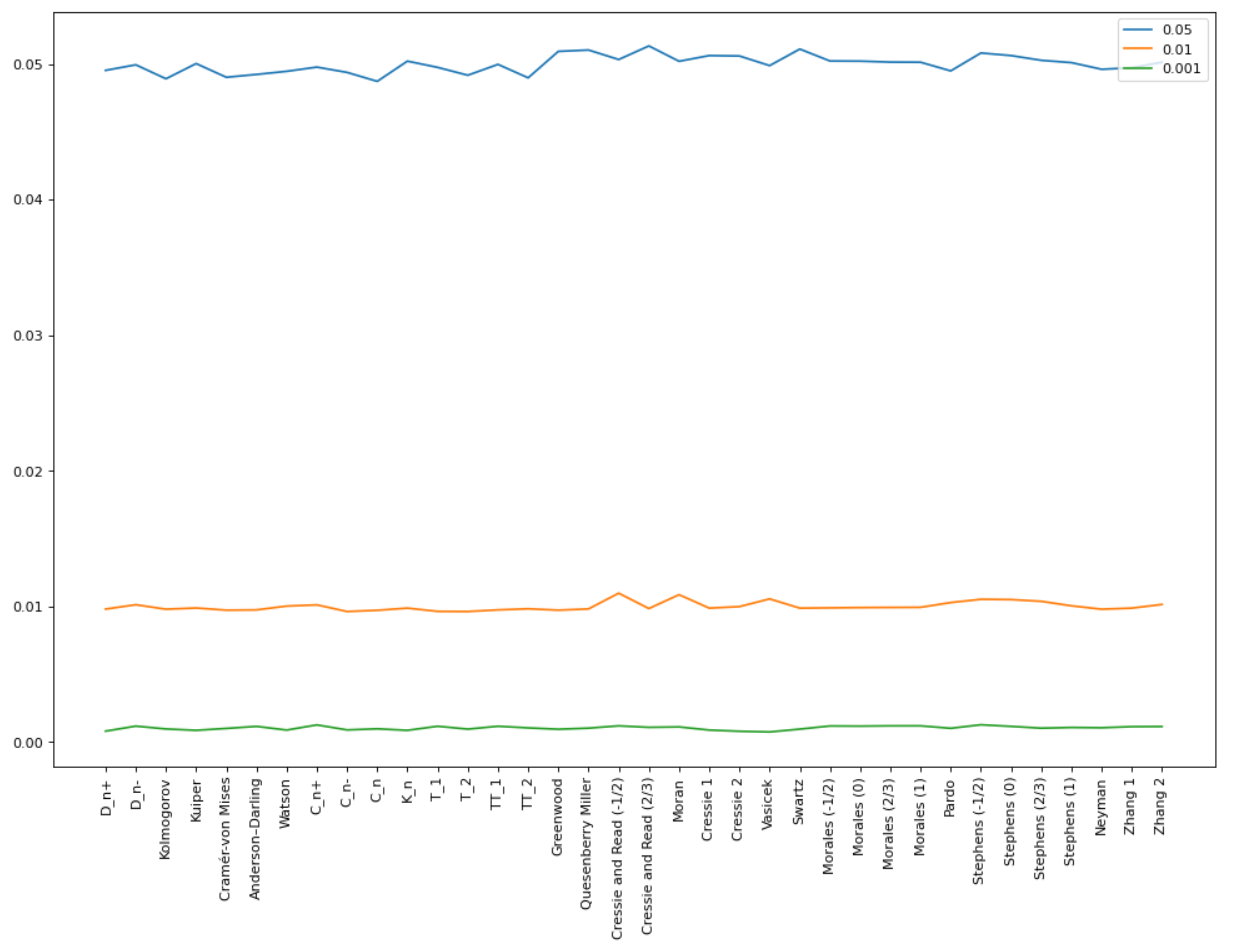 0.05
0.01
0.001
0.05
0.04
0.03
0.02
0.01
0.00
D_n+
D_n-
Kolmogorov
Kuiper
Cramér-von Mises
Anderson–Darling
Watson
C_n+
C_n-
C_n
K_n
T_1
T_2
TT_1
TT_2
Greenwood
Quesenberry Miller
Cressie and Read (-1/2)
Cressie and Read (2/3)
Moran
Cressie 1
Cressie 2
Vasicek
Swartz
Morales (-1/2)
Morales (0)
Morales (2/3)
Morales (1)
Pardo
Stephens (-1/2)
Stephens (0)
Stephens (2/3)
Stephens (1)
Neyman
Zhang 1
Zhang 2